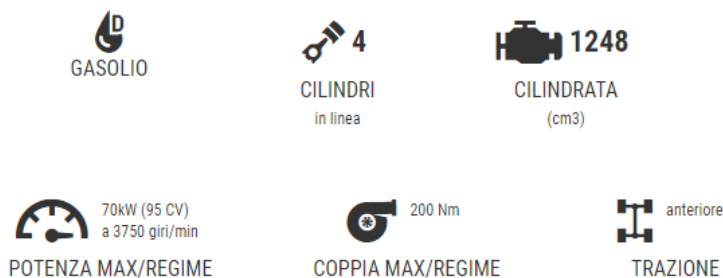 D
GASOLIO
4
CILINDRI
in linea
1248
CILINDRATA
(cm3)
70kW (95 CV)
a 3750 giri/min
POTENZA MAX/REGIME
200 Nm
COPPIA MAX/REGIME
anteriore
TRAZIONE